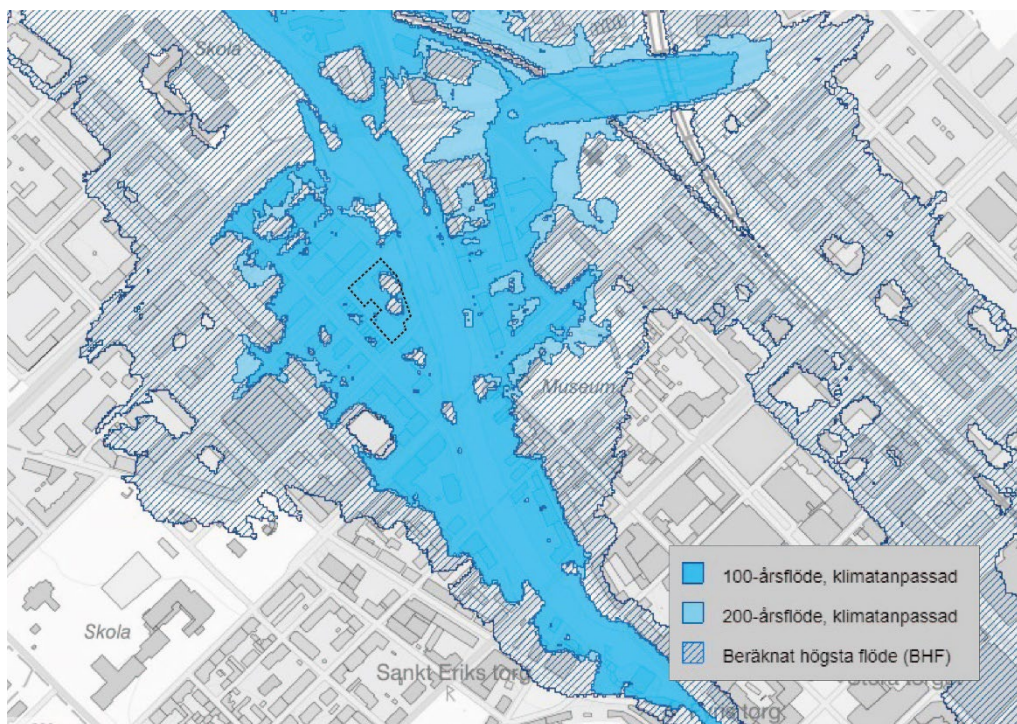 Skola
Museum
100-årsflöde, klimatanpassad
200-årsflöde, klimatanpassad
Beräknat högsta flöde (BHF)
Skola
Sankt Eriks torg